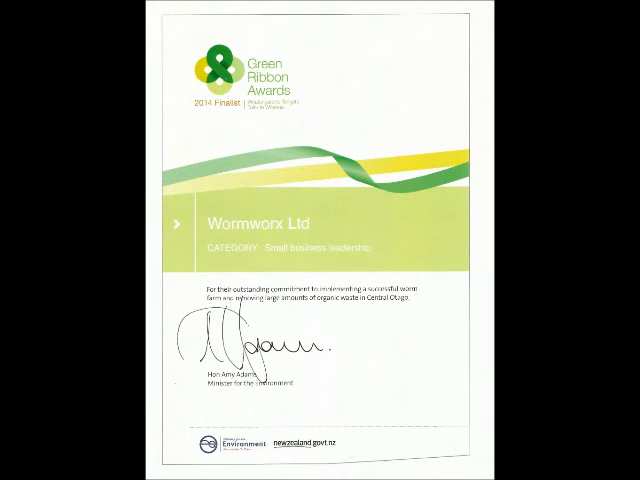 Green
Ribbon
Awards
2014 Finalist
Wormworx Ltd
CATEGORY: Small business leadership
For their outstanding commitment to implementing a successful worm
farm and removing large amounts of organic waste in Central Otago.
Hon Amy Adams
Minister for the Environment
Environment
newzealand.govt.nz